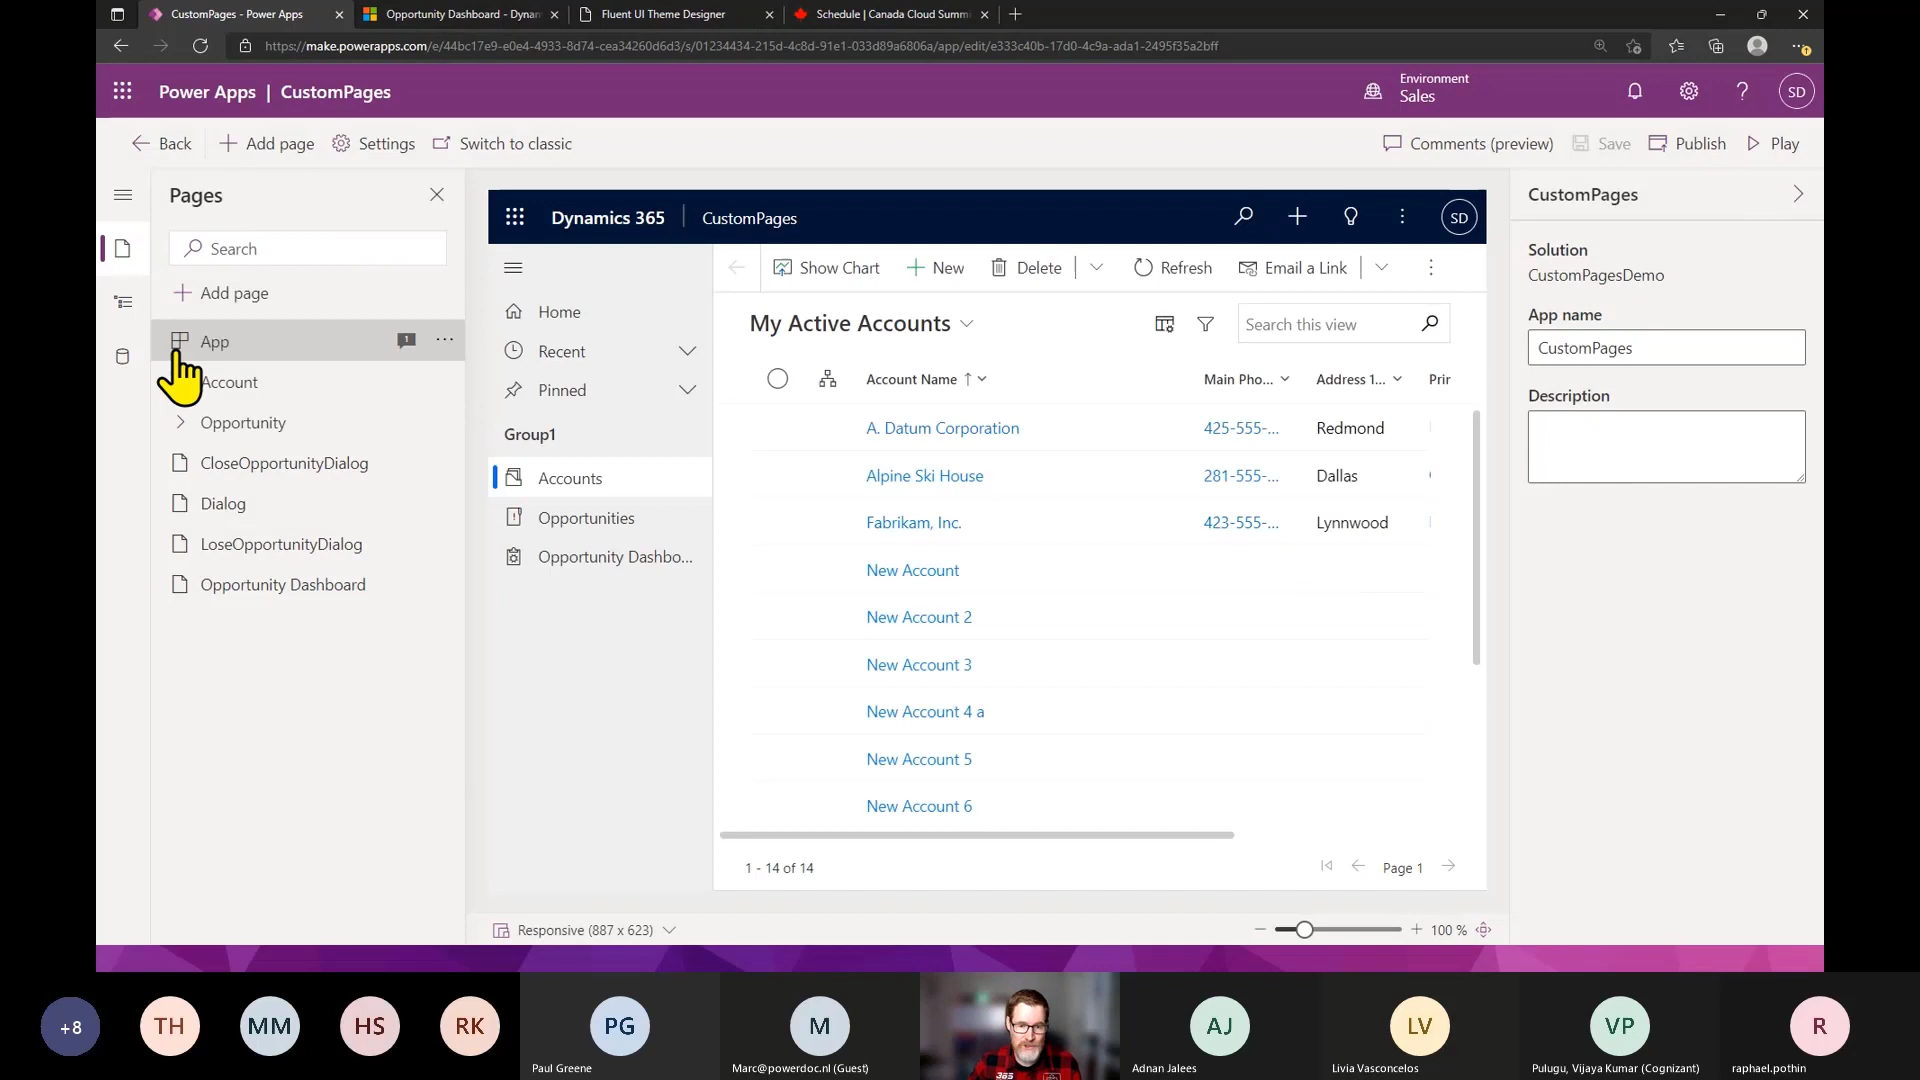 CustomPages - Power Apps
Opportunity Dashboard - Dynam
Fluent UI Theme Designer
Schedule | Canada Cloud Summi
https://make.powerapps.com/e/44bc17e9-e0e4-4933-8d74-cea34260d6d3/s/01234434-215d-4c8d-91e1-033d89a6806a/app/edit/e333c40b-17d0-4c9a-ada1-2495f35a2bff
Power Apps | CustomPages
Environment
Sales
SD
Back
Add page
Settings
Switch to classic
Comments (preview)
Save
Publish
Play
Pages
Search
Add page
App
1
Account
Opportunity
CloseOpportunityDialog
Dialog
LoseOpportunityDialog
Opportunity Dashboard
Dynamics 365
CustomPages
SD
Home
Recent
Pinned
Group1
Accounts
Opportunities
Opportunity Dashbo...
Show Chart
New
Delete
Refresh
Email a Link
My Active Accounts
Search this view
Account Name
Main Pho...
Address 1...
Prir
A. Datum Corporation 425-555-... Redmond
Alpine Ski House 281-555-... Dallas
Fabrikam, Inc. 423-555-... Lynnwood
New Account
New Account 2
New Account 3
New Account 4 a
New Account 5
New Account 6
1 - 14 of 14
Page 1
Responsive (887 x 623)
100 %
CustomPages
Solution
CustomPagesDemo
App name
CustomPages
Description
+8
TH
MM
HS
RK
PG
Paul Greene
M
Marc@powerdoc.nl (Guest)
365
AJ
Adnan Jalees
LV
Livia Vasconcelos
VP
Pulugu, Vijaya Kumar (Cognizant)
R
raphael.pothin